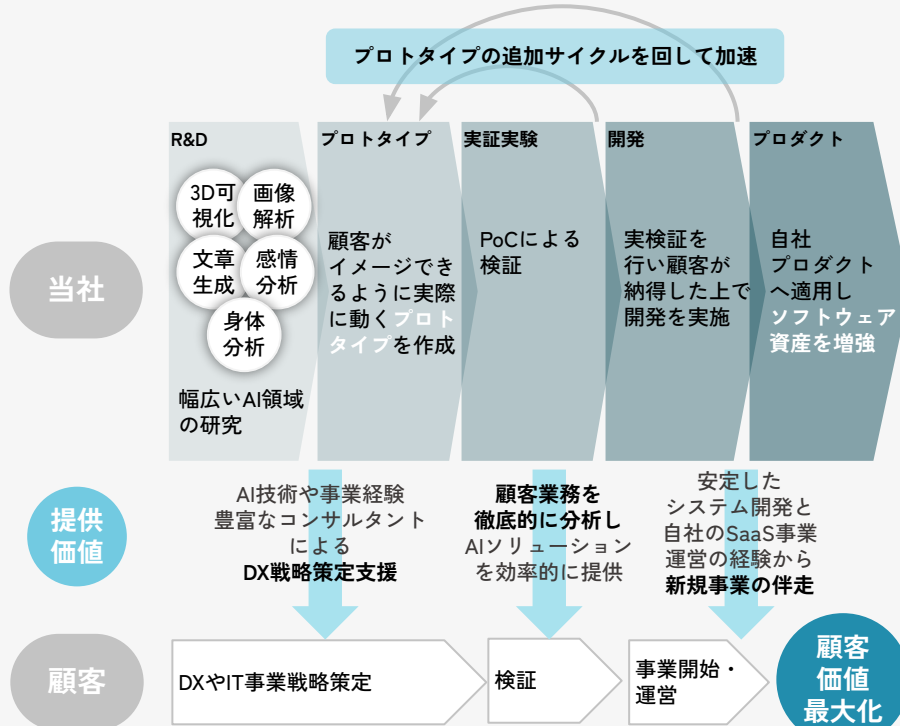 プロトタイプの追加サイクルを回して加速
R&D
プロトタイプ
実証実験
開発
プロダクト
当社
3D可
視化
画像
解析
文章
生成
感情
分析
身体
分析
幅広いAI領域
の研究
顧客が
イメージでき
るように実際
に動くプロト
タイプを作成
PoCによる
検証
実検証を
行い顧客が
納得した上で
開発を実施
自社
プロダクト
へ適用し
ソフトウェア
資産を増強
提供
価値
AI技術や事業経験
豊富なコンサルタント
による
DX戦略策定支援
顧客業務を
徹底的に分析し
AIソリューション
を効率的に提供
安定した
システム開発と
自社のSaaS事業
運営の経験から
新規事業の伴走
顧客
DXやIT事業戦略策定
検証
事業開始・
運営
顧客
価値
最大化